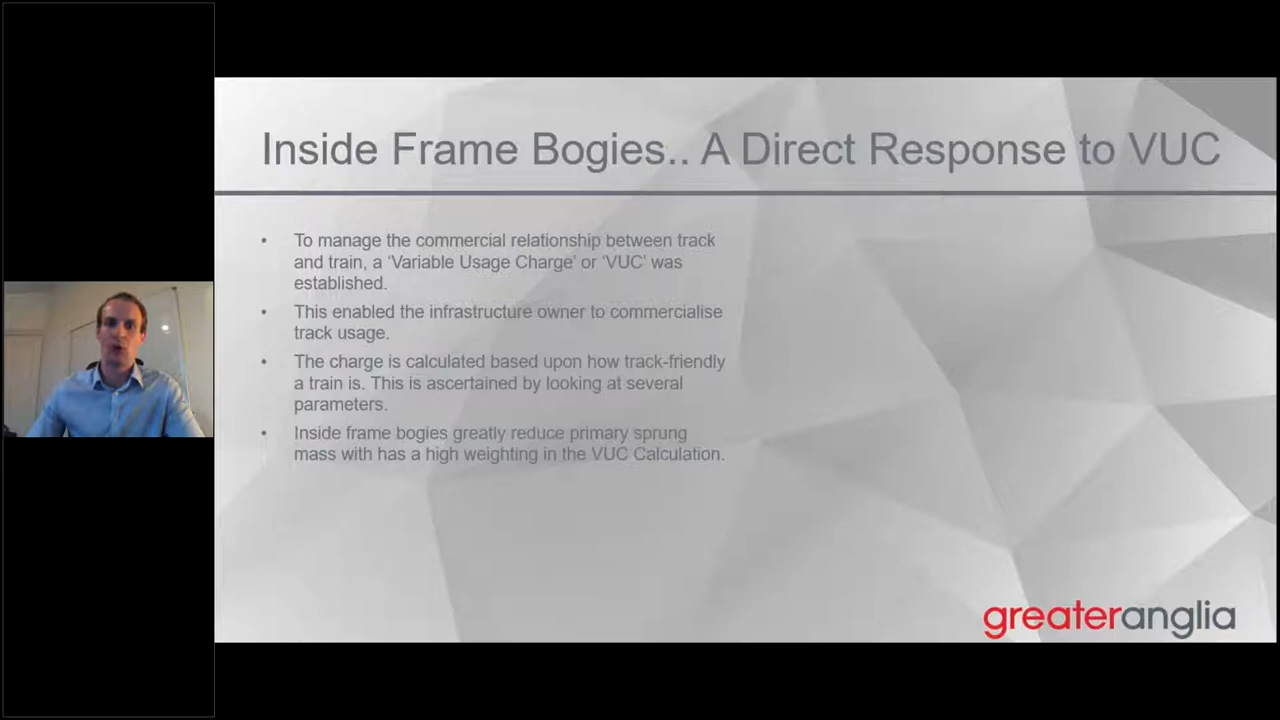 Inside Frame Bogies.. A Direct Response to VUC
• To manage the commercial relationship between track
and train, a ‘Variable Usage Charge’ or ‘VUC’ was
established.
• This enabled the infrastructure owner to commercialise
track usage.
• The charge is calculated based upon how track-friendly
a train is. This is ascertained by looking at several
parameters.
• Inside frame bogies greatly reduce primary sprung
mass with has a high weighting in the VUC Calculation.
greateranglia